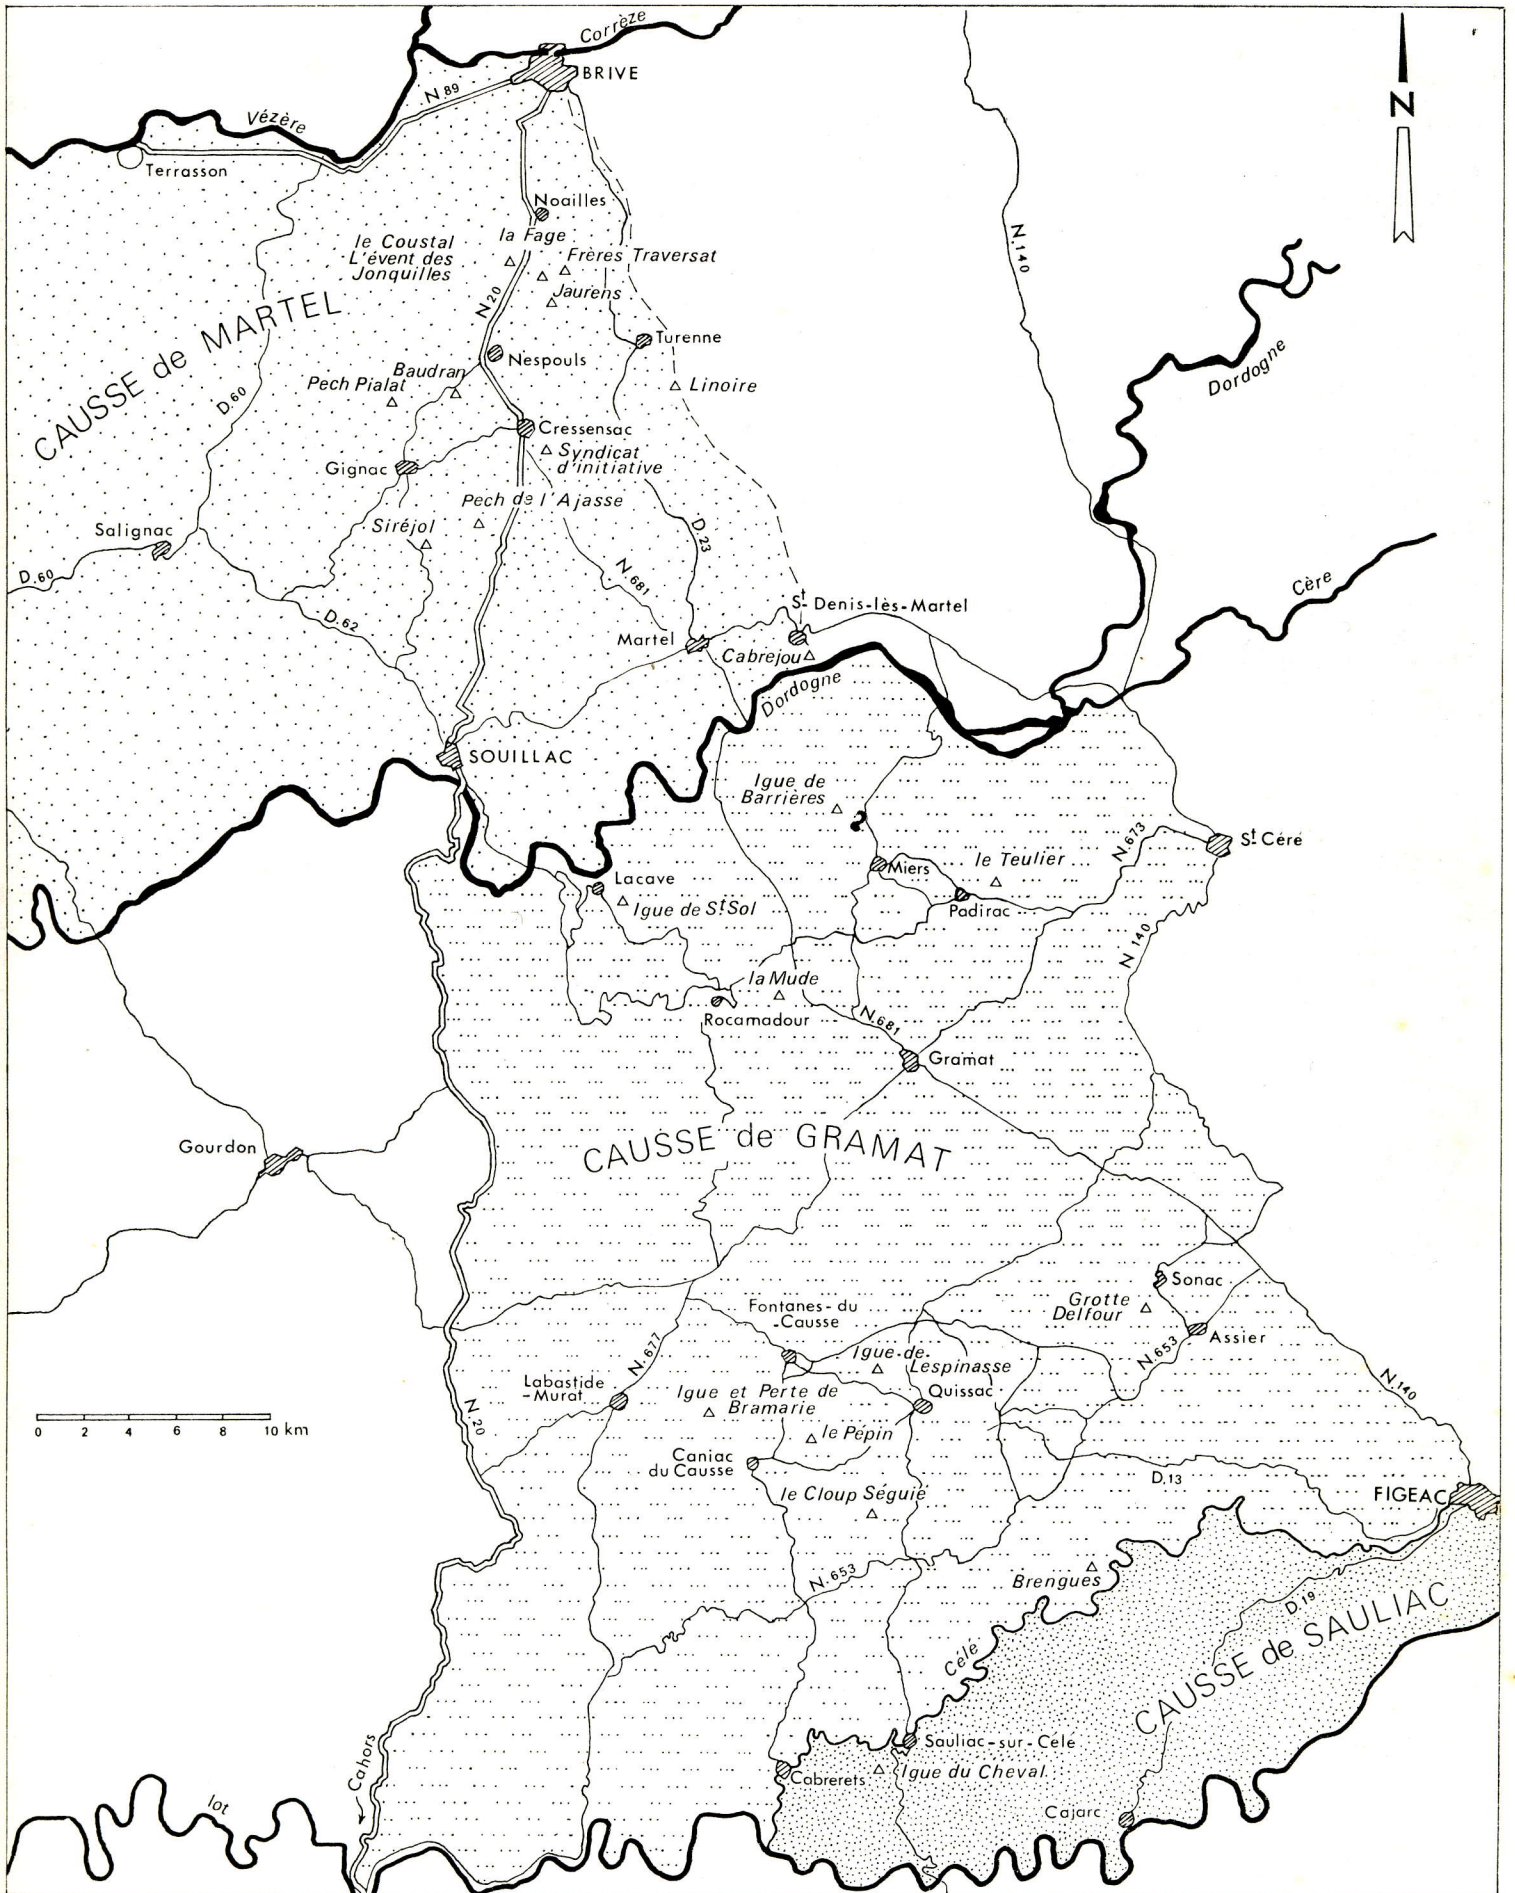 Corrèze
BRIVE
N.89
Vézère
Terrasson
N
Noailles
la Fage
le Coustal
L'évent des
Jonquilles
Frères Traversat
Jaurens
N.140
N20
CAUSSE de MARTEL
Turenne
Nespouls
Dordogne
Baudran
Pech Pialat
Linoire
D.60
Cressensac
Syndicat
d'initiative
Gignac
Pech de l'Ajasse
Siréjol
Salignac
D.23
D.60
N.681
Cère
St Denis-lès-Martel
D.62
Martel
Cabrejou
Dordogne
SOUILLAC
Igue de
Barrières
N.673
St Céré
le Teulier
Miers
Lacave
Igue de St Sol
Padirac
N 140
la Mude
Rocamadour
N.681
Gramat
CAUSSE de GRAMAT
Gourdon
Sonac
Grotte
Delfour
Fontanes-du
-Causse
Assier
N.653
Igue-de-
Lespinasse
N.677
Labastide
-Murat
Igue et Perte de
Bramarie
Quissac
N.140
N.20
le Pépin
0 2 4 6 8 10 km
Caniac
du Causse
D.13
le Cloup Séguié
FIGEAC
N.653
Brengues
D.19
CAUSSE de SAULIAC
Célé
Sauliac-sur-Célé
Cahors
Cabrerets
Igue du Cheval
lot
Cajarc